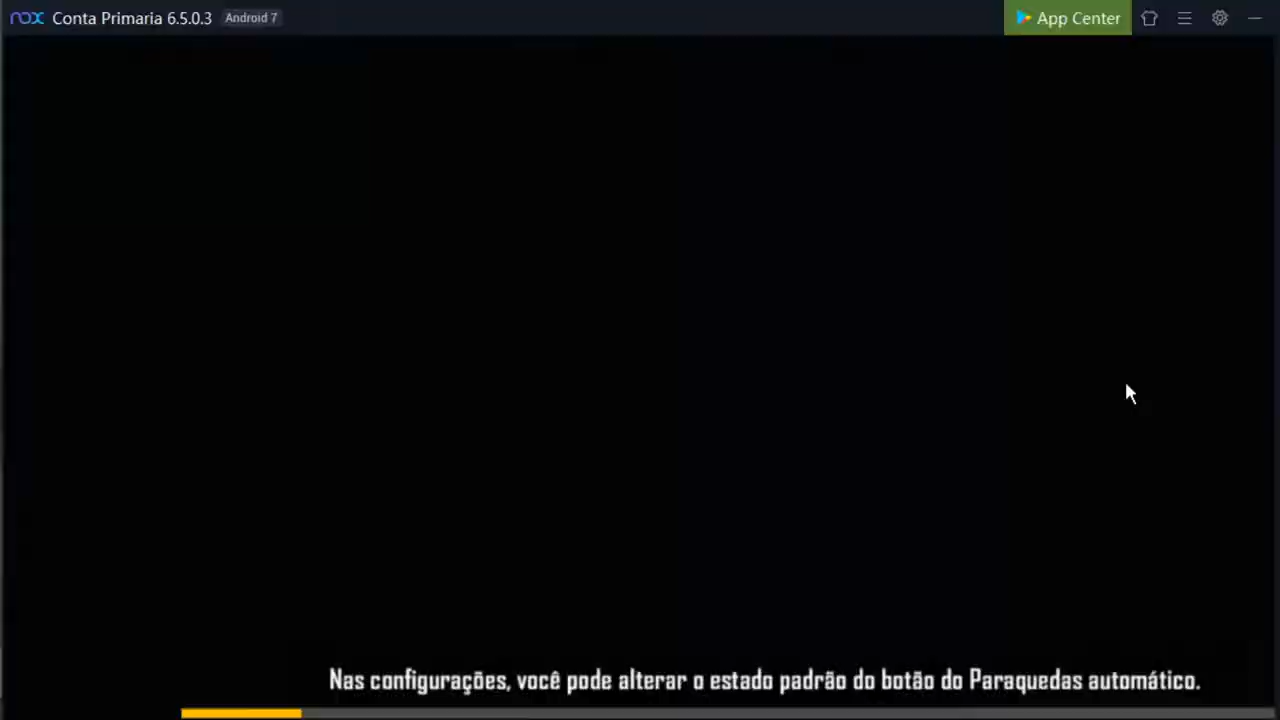 nox Conta Primaria 6.5.0.3 Android 7 App Center
Nas configurações, você pode alterar o estado padrão do botão do Paraquedas automático.